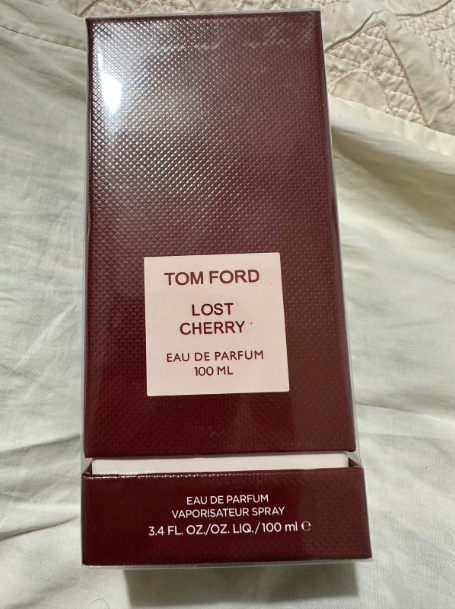 TOM FORD
LOST
CHERRY
EAU DE PARFUM
100 ML
EAU DE PARFUM
VAPORISATEUR SPRAY
3.4 FL. OZ./OZ. LIQ. / 100 ml ℮